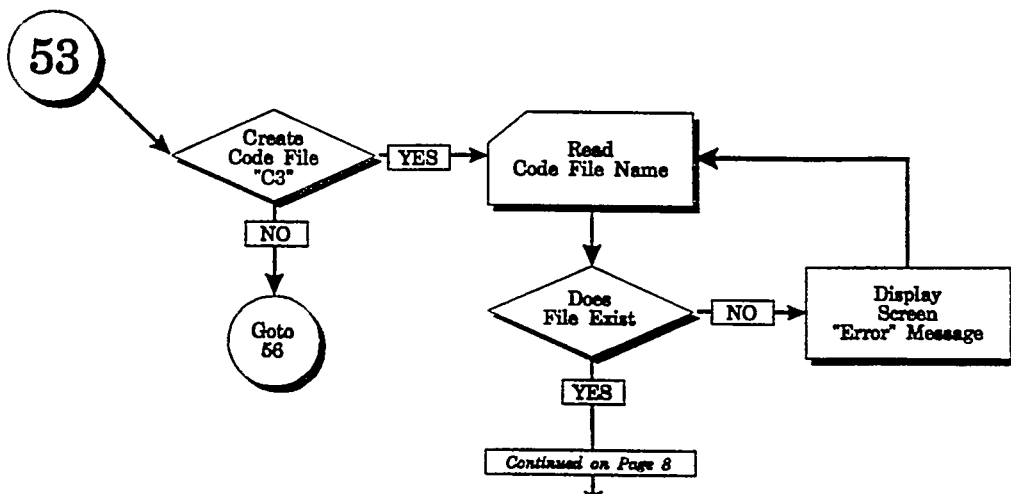 53
Create
Code File
"C3"
YES
Read
Code File Name
NO
Goto
56
Does
File Exist
NO
Display
Screen
"Error" Message
YES
Continued on Page 8